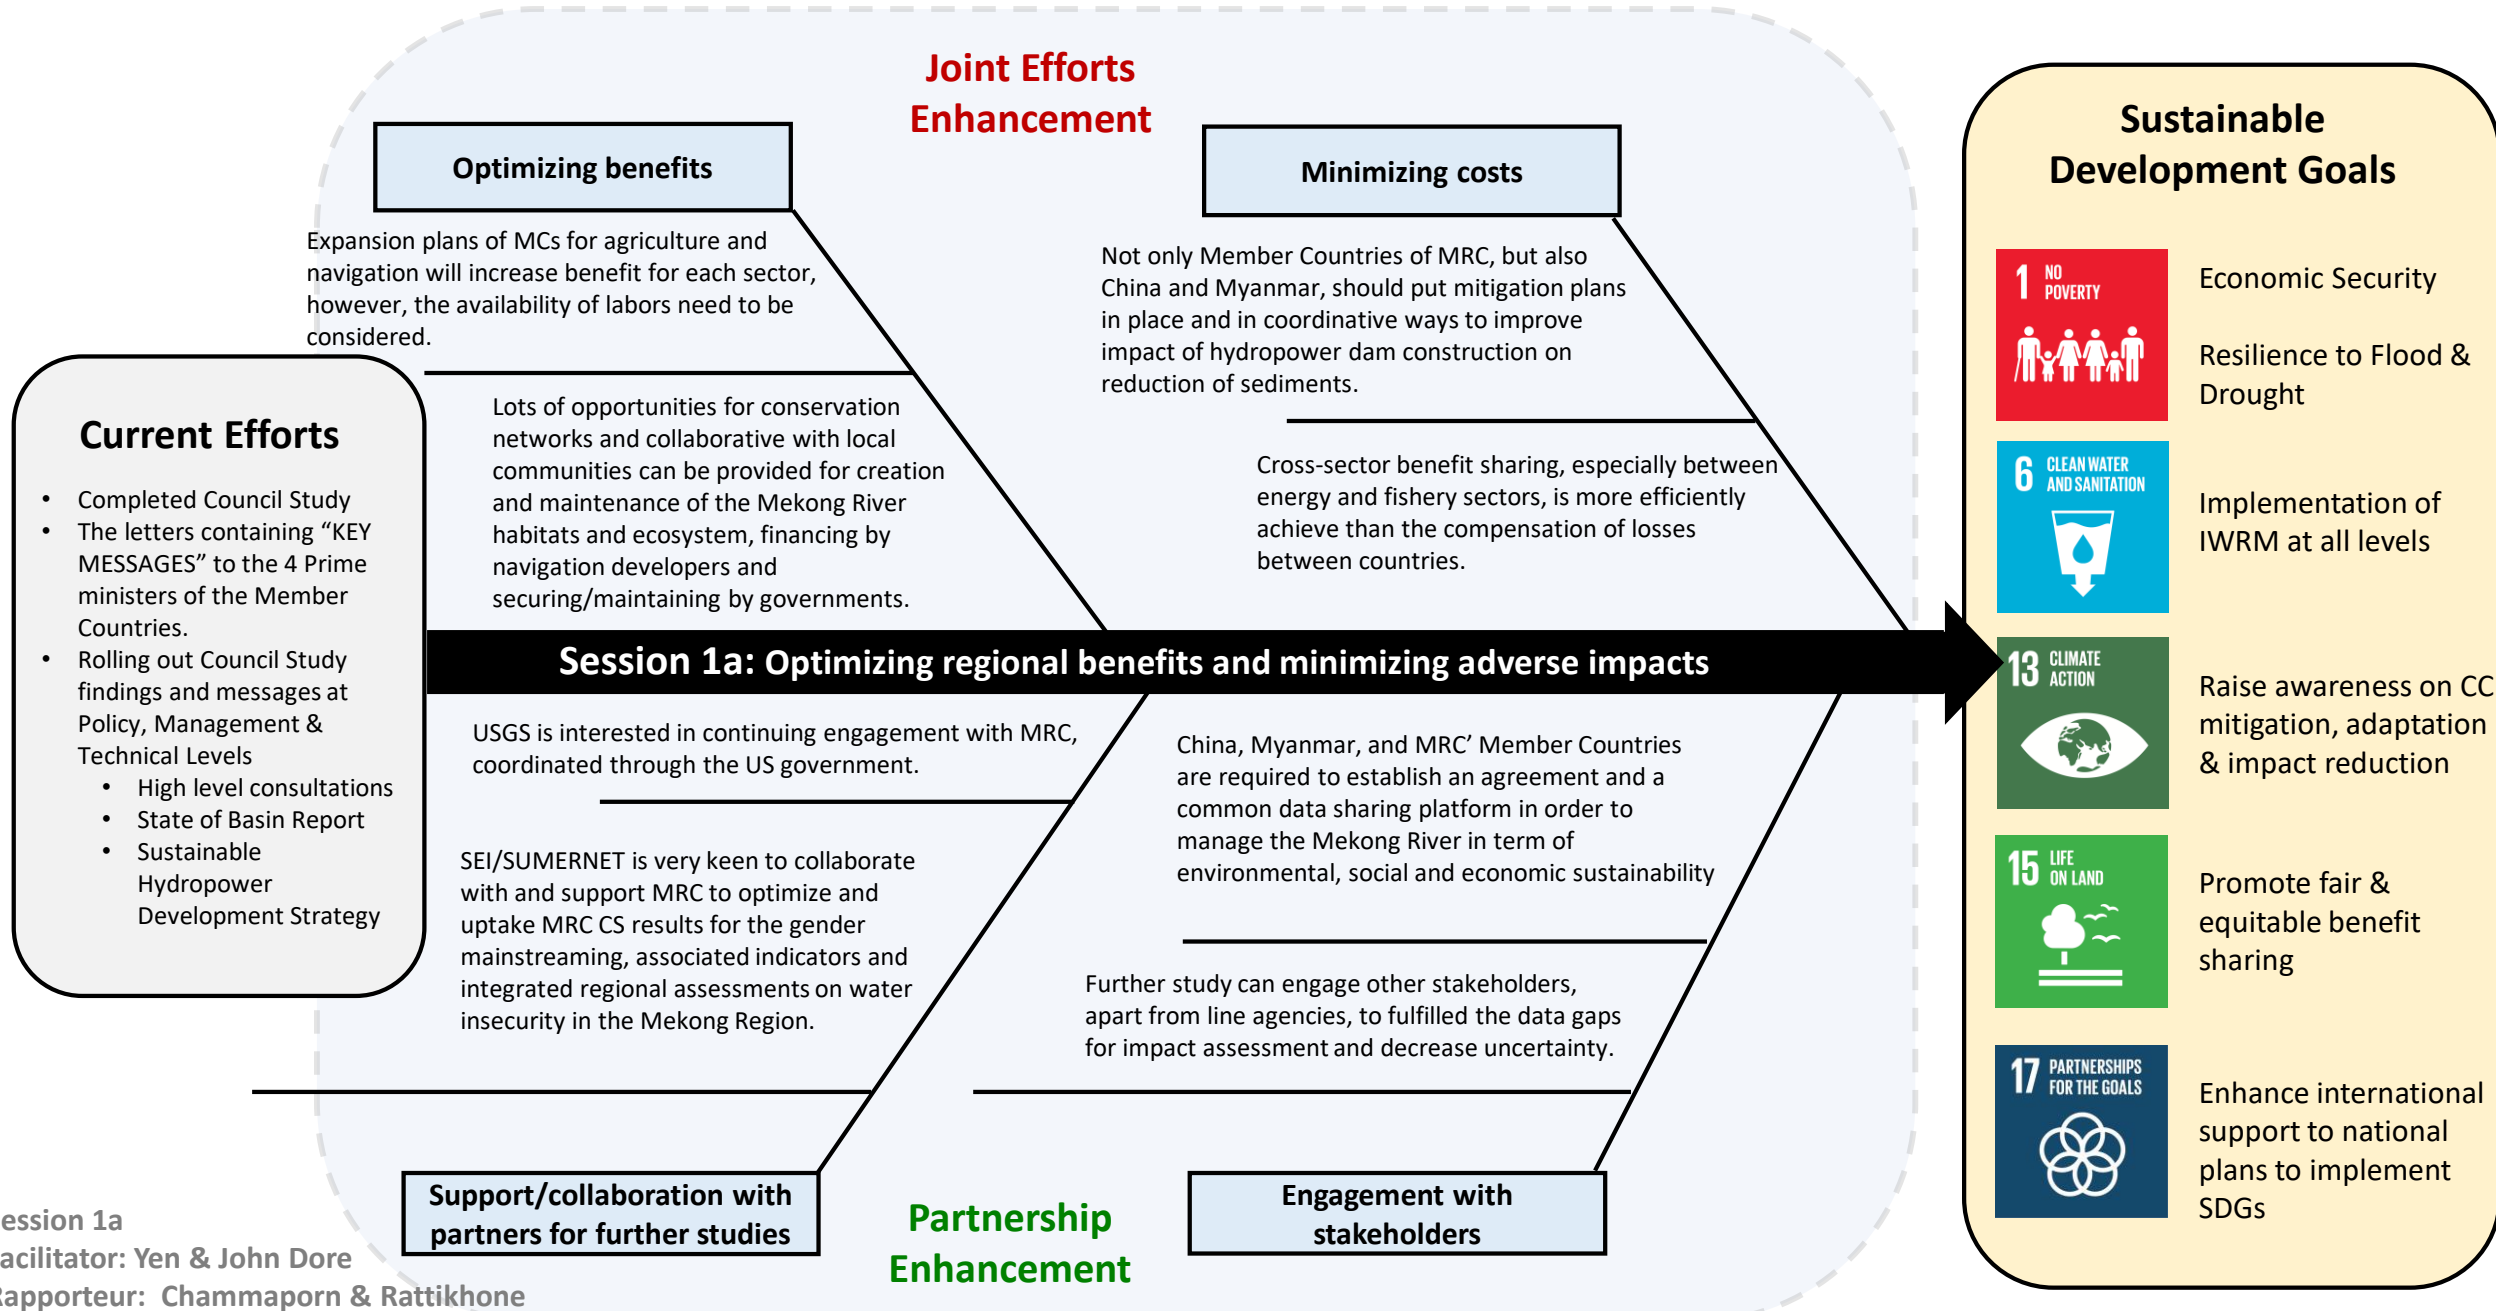 Joint Efforts
Enhancement
Optimizing benefits
Expansion plans of MCs for agriculture and
navigation will increase benefit for each sector,
however, the availability of labors need to be
considered.
Lots of opportunities for conservation
networks and collaborative with local
communities can be provided for creation
and maintenance of the Mekong River
habitats and ecosystem, financing by
navigation developers and
securing/maintaining by governments.
Minimizing costs
Not only Member Countries of MRC, but also
China and Myanmar, should put mitigation plans
in place and in coordinative ways to improve
impact of hydropower dam construction on
reduction of sediments.
Cross-sector benefit sharing, especially between
energy and fishery sectors, is more efficiently
achieve than the compensation of losses
between countries.
Current Efforts
• Completed Council Study
• The letters containing “KEY
MESSAGES” to the 4 Prime
ministers of the Member
Countries.
• Rolling out Council Study
findings and messages at
Policy, Management &
Technical Levels
• High level consultations
• State of Basin Report
• Sustainable
Hydropower
Development Strategy
Session 1a: Optimizing regional benefits and minimizing adverse impacts
USGS is interested in continuing engagement with MRC,
coordinated through the US government.
SEI/SUMERNET is very keen to collaborate
with and support MRC to optimize and
uptake MRC CS results for the gender
mainstreaming, associated indicators and
integrated regional assessments on water
insecurity in the Mekong Region.
Support/collaboration with
partners for further studies
China, Myanmar, and MRC’ Member Countries
are required to establish an agreement and a
common data sharing platform in order to
manage the Mekong River in term of
environmental, social and economic sustainability
Further study can engage other stakeholders,
apart from line agencies, to fulfilled the data gaps
for impact assessment and decrease uncertainty.
Engagement with
stakeholders
Partnership
Enhancement
Sustainable
Development Goals
1 NO
POVERTY
Economic Security
Resilience to Flood &
Drought
6 CLEAN WATER
AND SANITATION
Implementation of
IWRM at all levels
13 CLIMATE
ACTION
Raise awareness on CC
mitigation, adaptation
& impact reduction
15 LIFE
ON LAND
Promote fair &
equitable benefit
sharing
17 PARTNERSHIPS
FOR THE GOALS
Enhance international
support to national
plans to implement
SDGs
ession 1a
acilitator: Yen & John Dore
Rapporteur: Chammaporn & Rattikhone